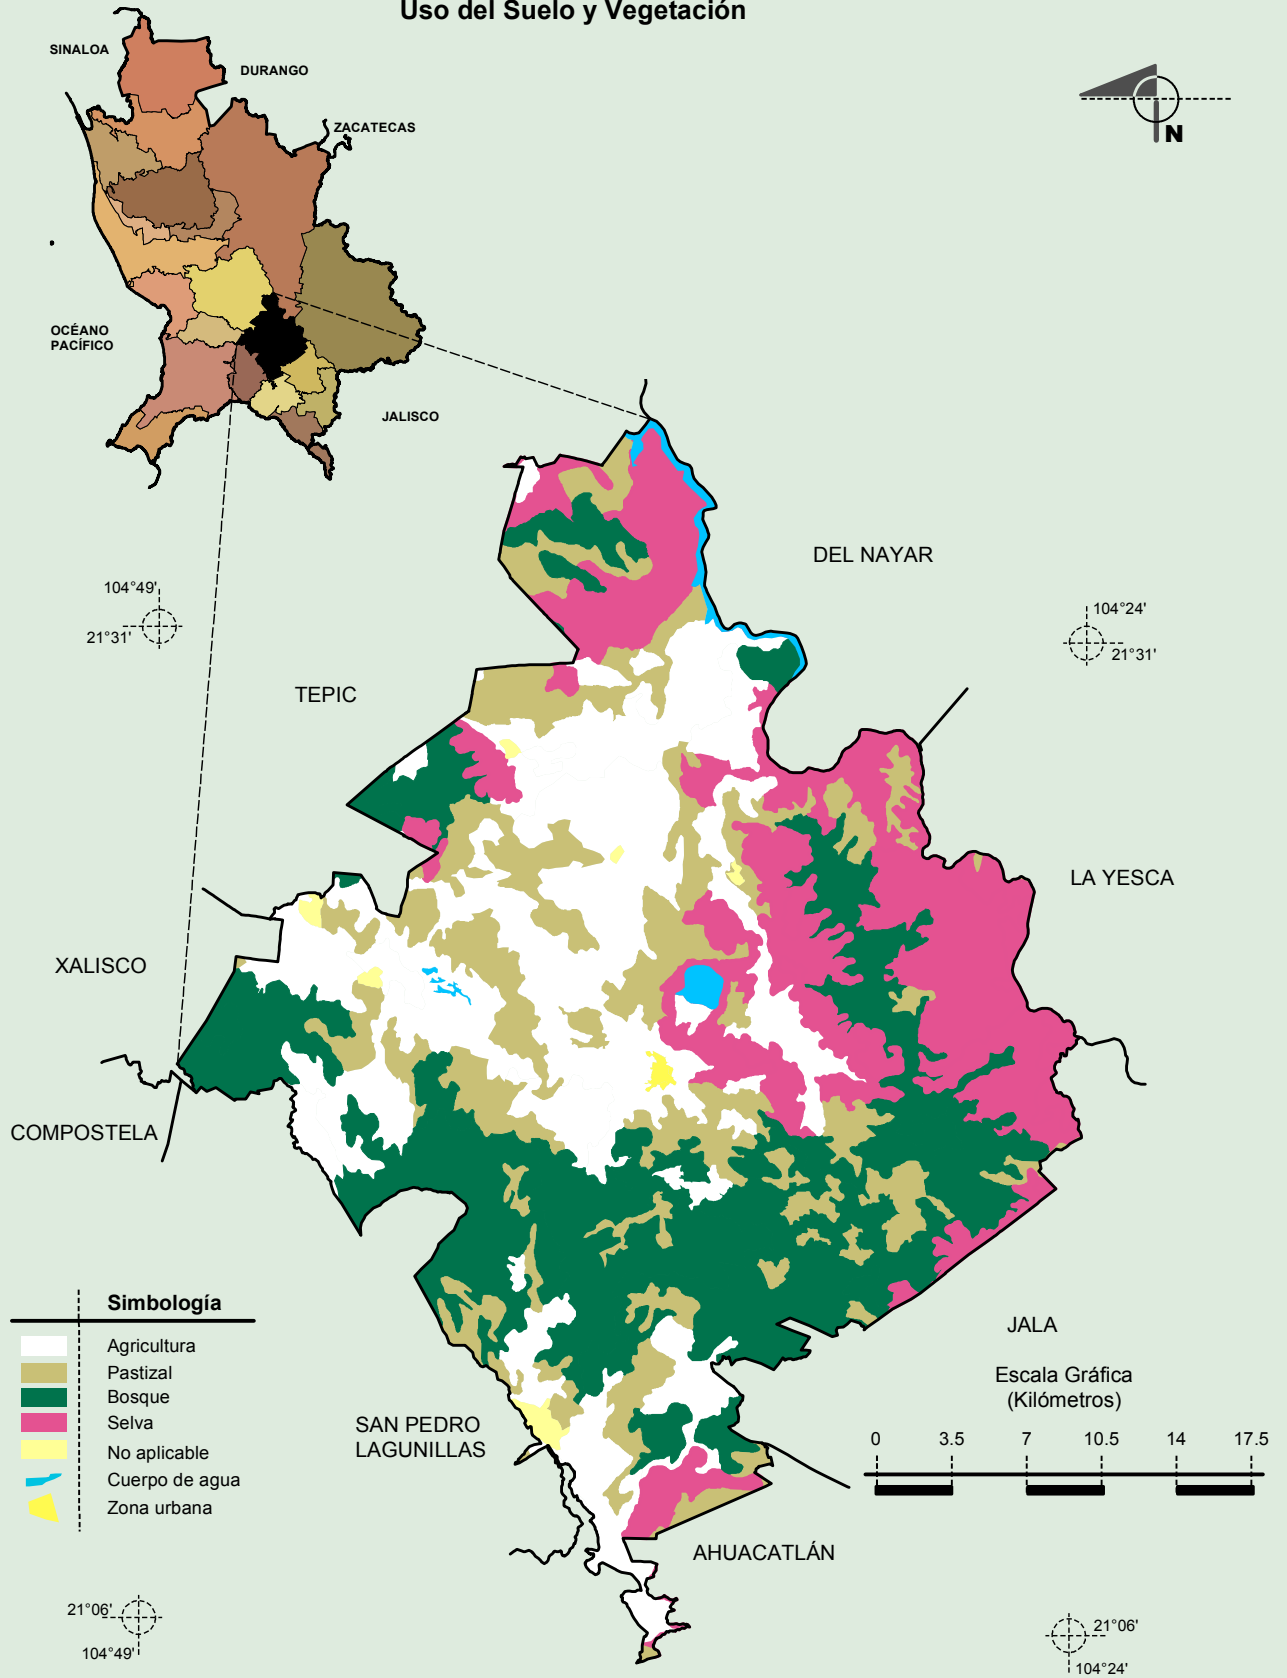 Uso del Suelo y Vegetación
SINALOA
DURANGO
ZACATECAS
N
OCÉANO
PACÍFICO
JALISCO
DEL NAYAR
104°49'
21°31'
104°24'
21°31'
TEPIC
LA YESCA
XALISCO
COMPOSTELA
Simbología
Agricultura
Pastizal
Bosque
Selva
No aplicable
Cuerpo de agua
Zona urbana
JALA
Escala Gráfica
(Kilómetros)
0 3.5 7 10.5 14 17.5
SAN PEDRO
LAGUNILLAS
AHUACATLÁN
21°06'
104°49'
21°06'
104°24'